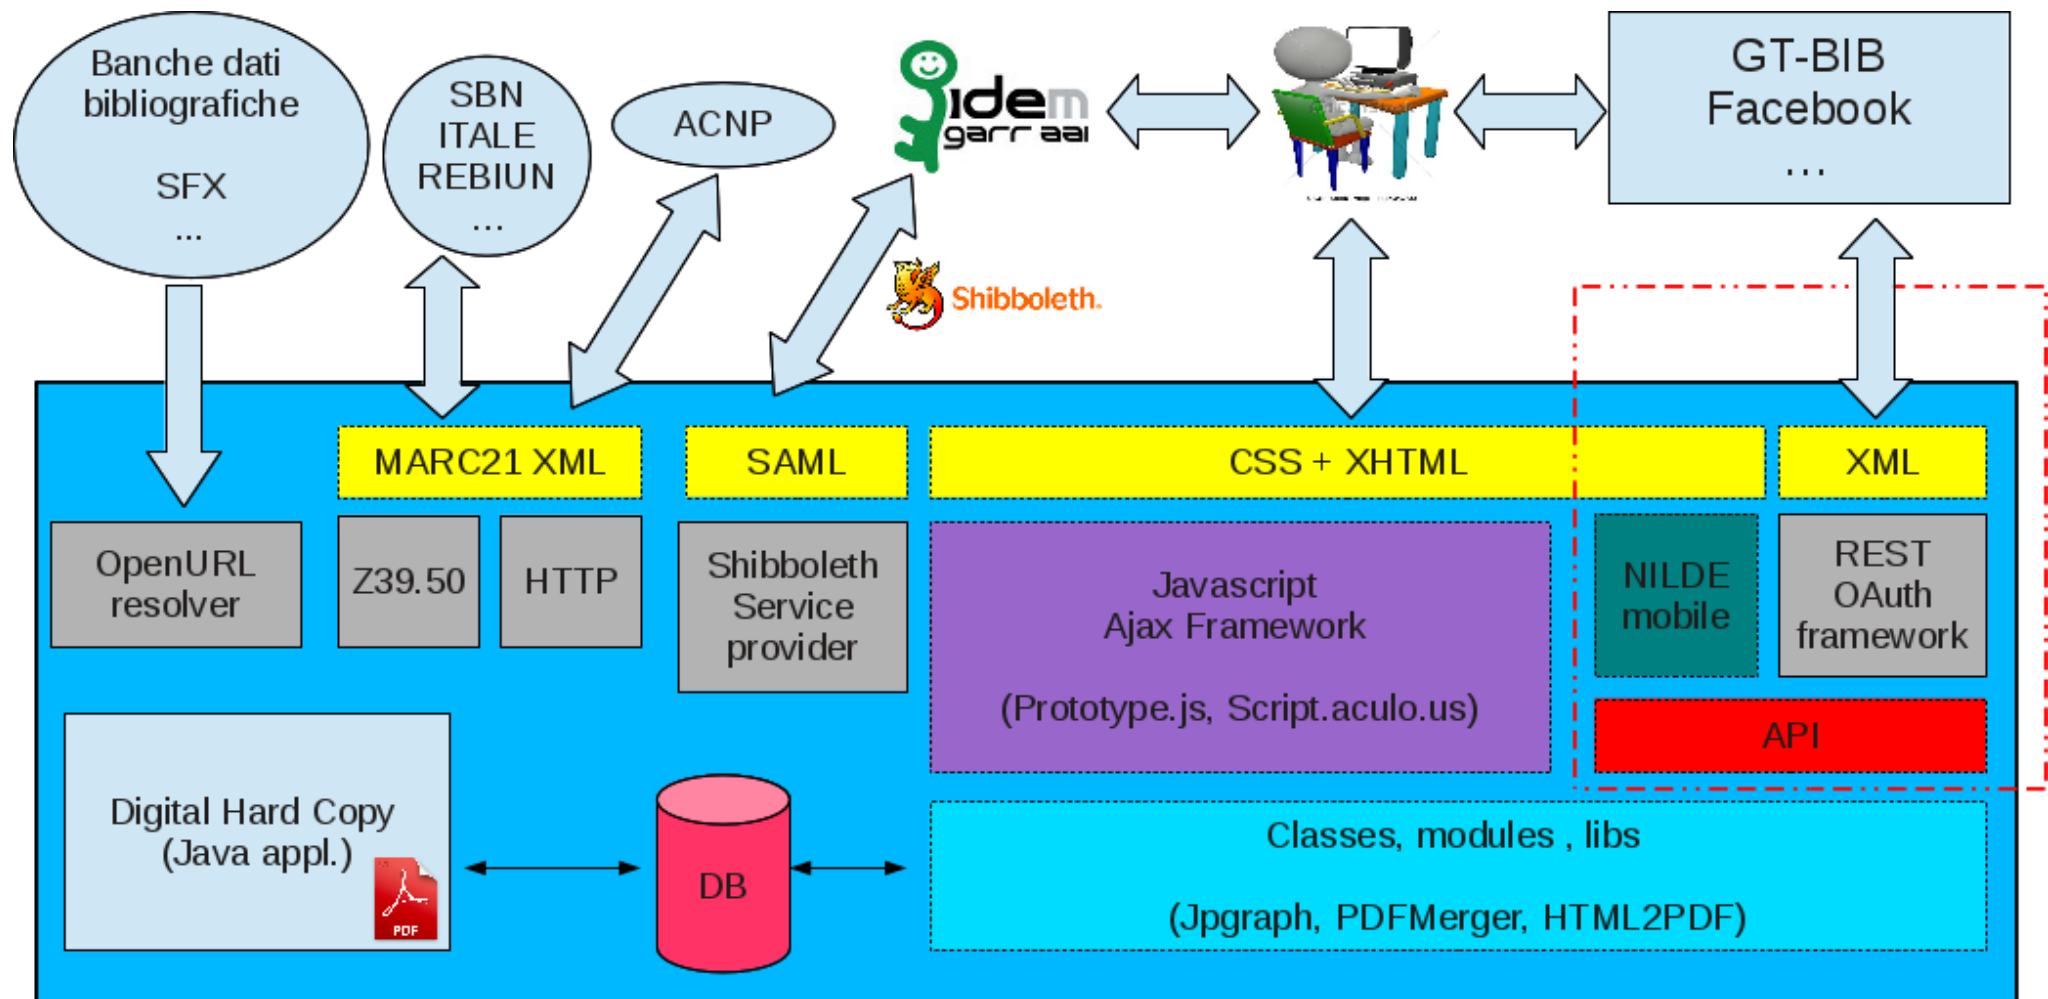 Banche dati
bibliografiche
SFX
...
SBN
ITALE
REBIUN
...
ACNP
idem
garr aai
GT-BIB
Facebook
...
Shibboleth.
MARC21 XML
SAML
CSS + XHTML
XML
OpenURL
resolver
Z39.50
HTTP
Shibboleth
Service
provider
Javascript
Ajax Framework
(Prototype.js, Script.aculo.us)
NILDE
mobile
REST
OAuth
framework
API
Digital Hard Copy
(Java appl.)
PDF
DB
Classes, modules , libs
(Jpgraph, PDFMerger, HTML2PDF)